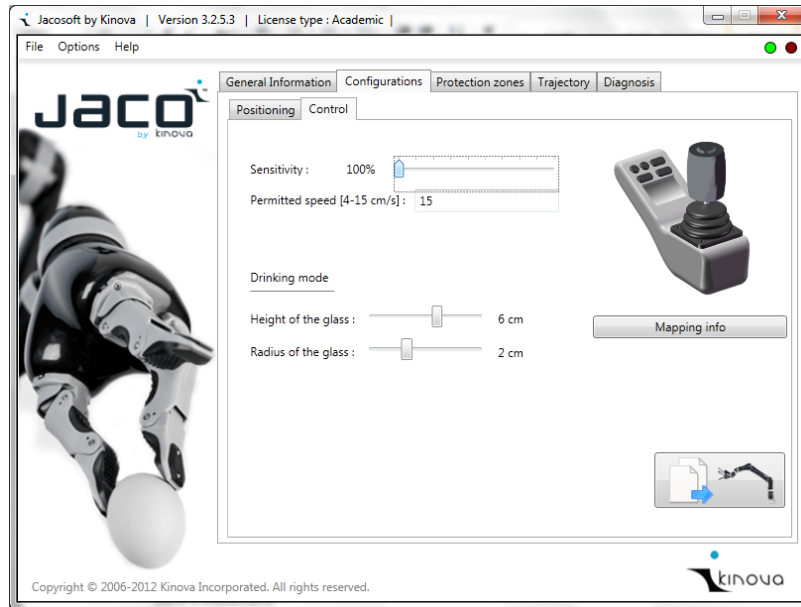 Jacosoft by Kinova | Version 3.2.5.3 | License type : Academic |
File Options Help
General Information Configurations Protection zones Trajectory Diagnosis
Positioning Control
JACO
by kinova
Sensitivity : 100%
Permitted speed [4-15 cm/s] : 15
Drinking mode
Height of the glass : 6 cm
Mapping info
Radius of the glass : 2 cm
kinova
Copyright © 2006-2012 Kinova Incorporated. All rights reserved.